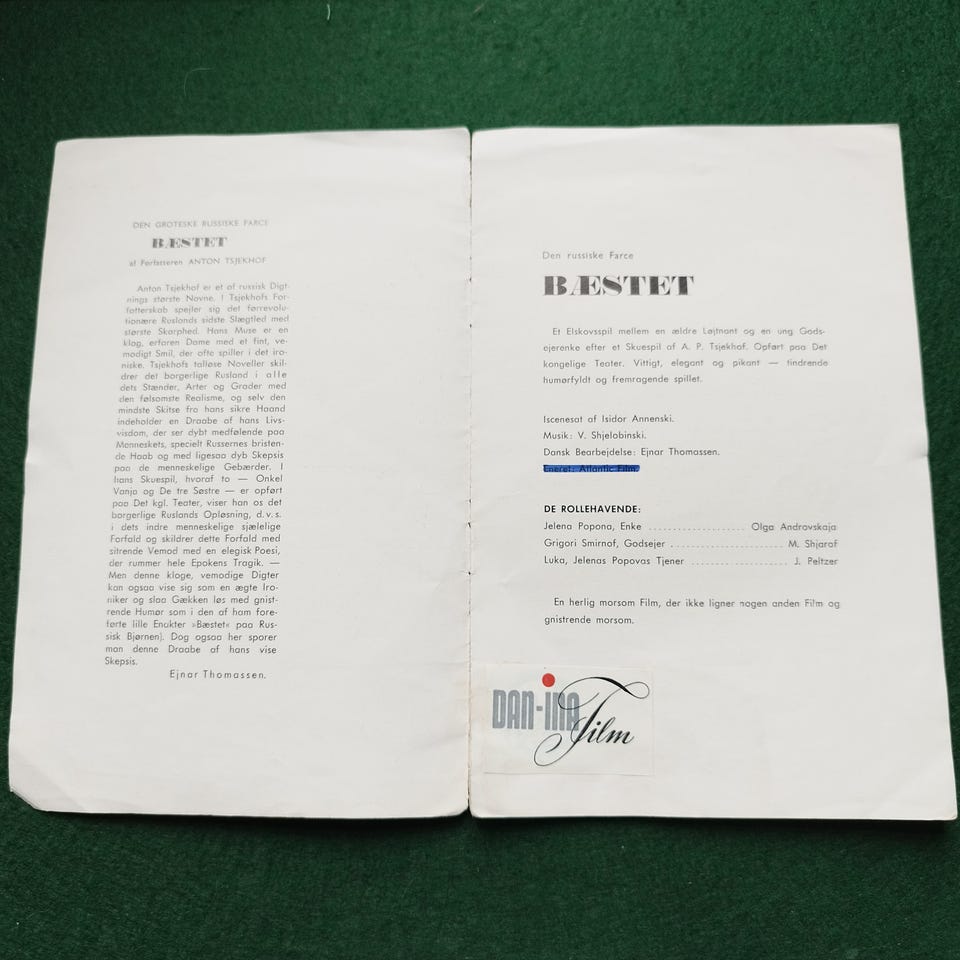 DEN GROTESKE RUSSISKE FARCE
BÆSTET
af Forfatteren ANTON TSJEKHOF
Anton Tsjekhof er et af russisk Digt-
nings største Navne. I Tsjekhofs For-
fatterskab spejler sig det førrevolu-
tionære Ruslands sidste Slægtled med
største Skarphed. Hans Muse er en
klog, erfaren Dame med et fint, ve-
modigt Smil, der ofte spiller i det iro-
niske. Tsjekhofs talløse Noveller skil-
drer det borgerlige Rusland i alle
dets Stænder, Arter og Grader med
den følsomste Realisme, og selv den
mindste Skitse fra hans sikre Haand
indeholder en Draabe af hans Livs-
visdom, der ser dybt medfølende paa
Menneskets, specielt Russernes bristen-
de Haab og med ligesaa dyb Skepsis
paa de menneskelige Gebærder. I
hans Skuespil, hvoraf to — Onkel
Vanja og De tre Søstre — er opført
paa Det kgl. Teater, viser han os det
borgerlige Ruslands Opløsning, d.v.s.
i dets indre menneskelige sjælelige
Forfald og skildrer dette Forfald med
sitrende Vemod med en elegisk Poesi,
der rummer hele Epokens Tragik. —
Men denne kloge, vemodige Digter
kan ogsaa vise sig som en ægte Iro-
niker og slaa Gækken løs med gnist-
rende Humør som i den af ham fore-
førte lille Enakter »Bæstet« paa Rus-
sisk Bjørnen). Dog ogsaa her sporer
man denne Draabe af hans vise
Skepsis.
Ejnar Thomassen.
Den russiske Farce
BÆSTET
Et Elskovsspil mellem en ældre Løjtnant og en ung Gods-
ejerenke efter et Skuespil af A. P. Tsjekhof. Opført paa Det
kongelige Teater. Vittigt, elegant og pikant — tindrende
humørfyldt og fremragende spillet.
Iscenesat af Isidor Annenski.
Musik: V. Shjelobinski.
Dansk Bearbejdelse: Ejnar Thomassen.
Eneret: Atlantic Film.
DE ROLLEHAVENDE:
Jelena Popona, Enke .................... Olga Androvskaja
Grigori Smirnof, Godsejer .................... M. Shjarof
Luka, Jelenas Popovas Tjener .................... J. Peltzer
En herlig morsom Film, der ikke ligner nogen anden Film og
gnistrende morsom.
DAN-INA Film